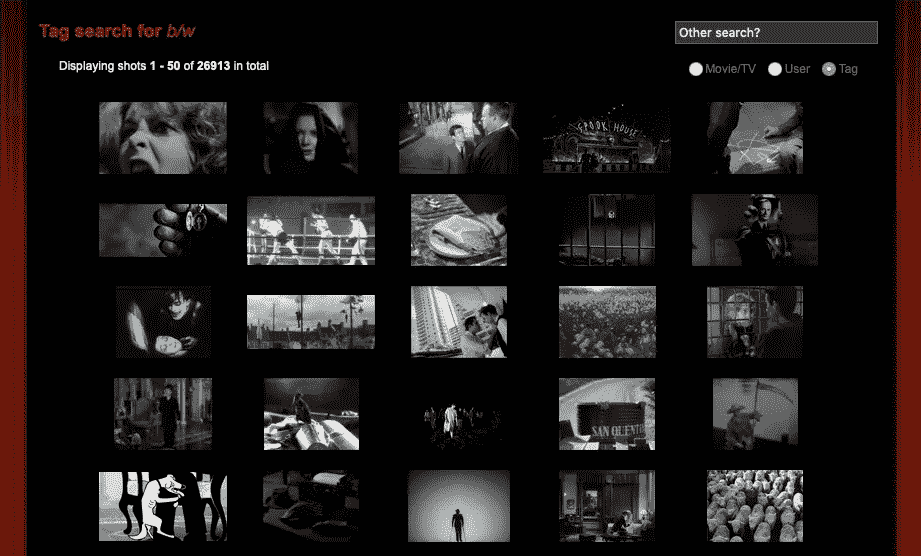 Tag search for b/w
Other search?
Displaying shots 1 - 50 of 26913 in total
Movie/TV User Tag
SPOOK HOUSE
SAN QUENTIN